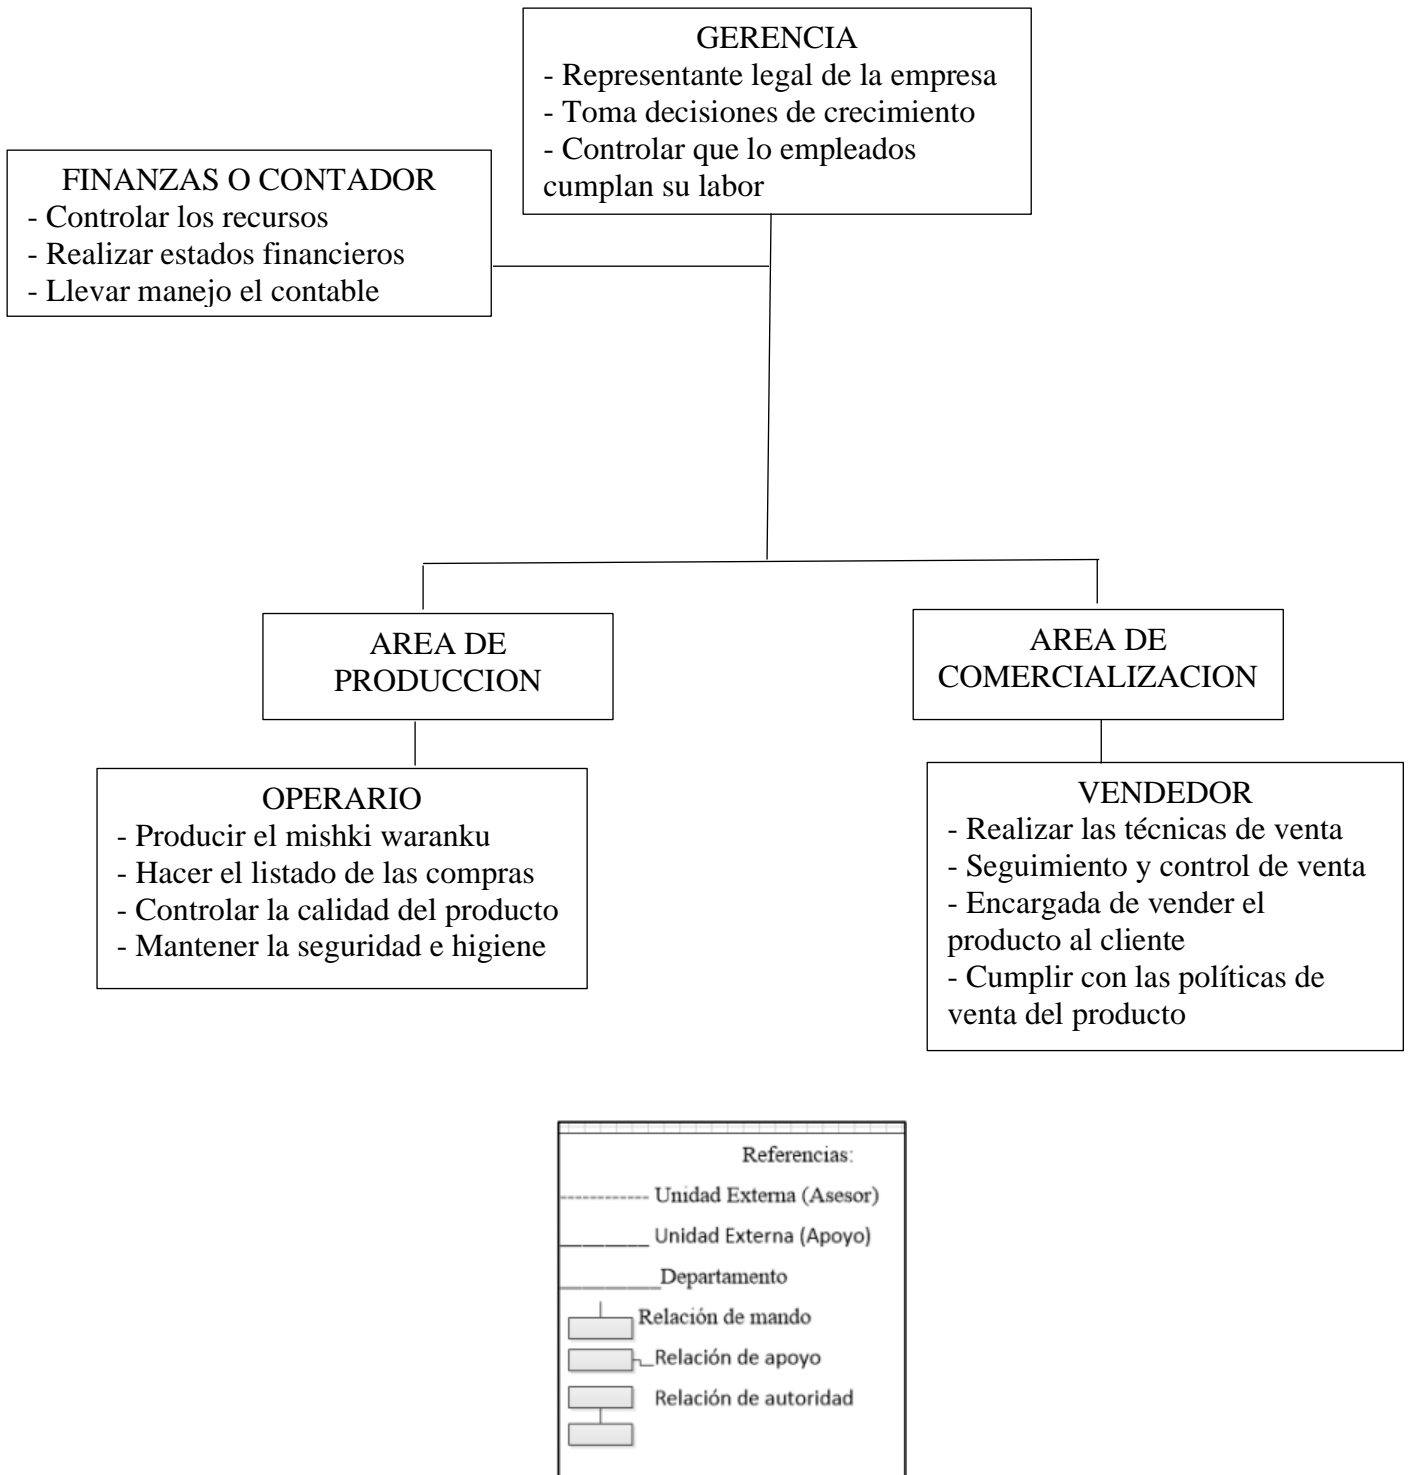 GERENCIA
- Representante legal de la empresa
- Toma decisiones de crecimiento
- Controlar que lo empleados
cumplan su labor
FINANZAS O CONTADOR
- Controlar los recursos
- Realizar estados financieros
- Llevar manejo el contable
AREA DE
PRODUCCION
AREA DE
COMERCIALIZACION
OPERARIO
- Producir el mishki waranku
- Hacer el listado de las compras
- Controlar la calidad del producto
- Mantener la seguridad e higiene
VENDEDOR
- Realizar las técnicas de venta
- Seguimiento y control de venta
- Encargada de vender el
producto al cliente
- Cumplir con las políticas de
venta del producto
Referencias:
Unidad Externa (Asesor)
Unidad Externa (Apoyo)
Departamento
Relación de mando
Relación de apoyo
Relación de autoridad